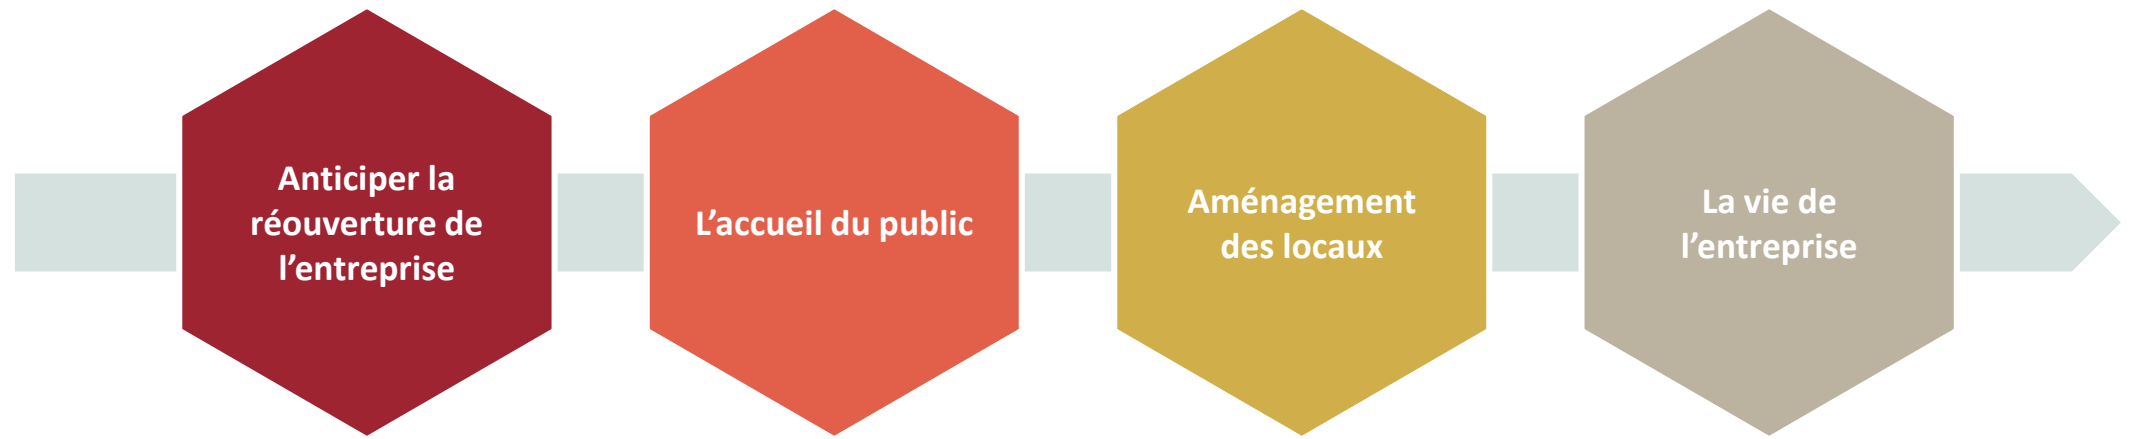 Anticiper la
réouverture de
l’entreprise
L’accueil du public
Aménagement
des locaux
La vie de
l’entreprise